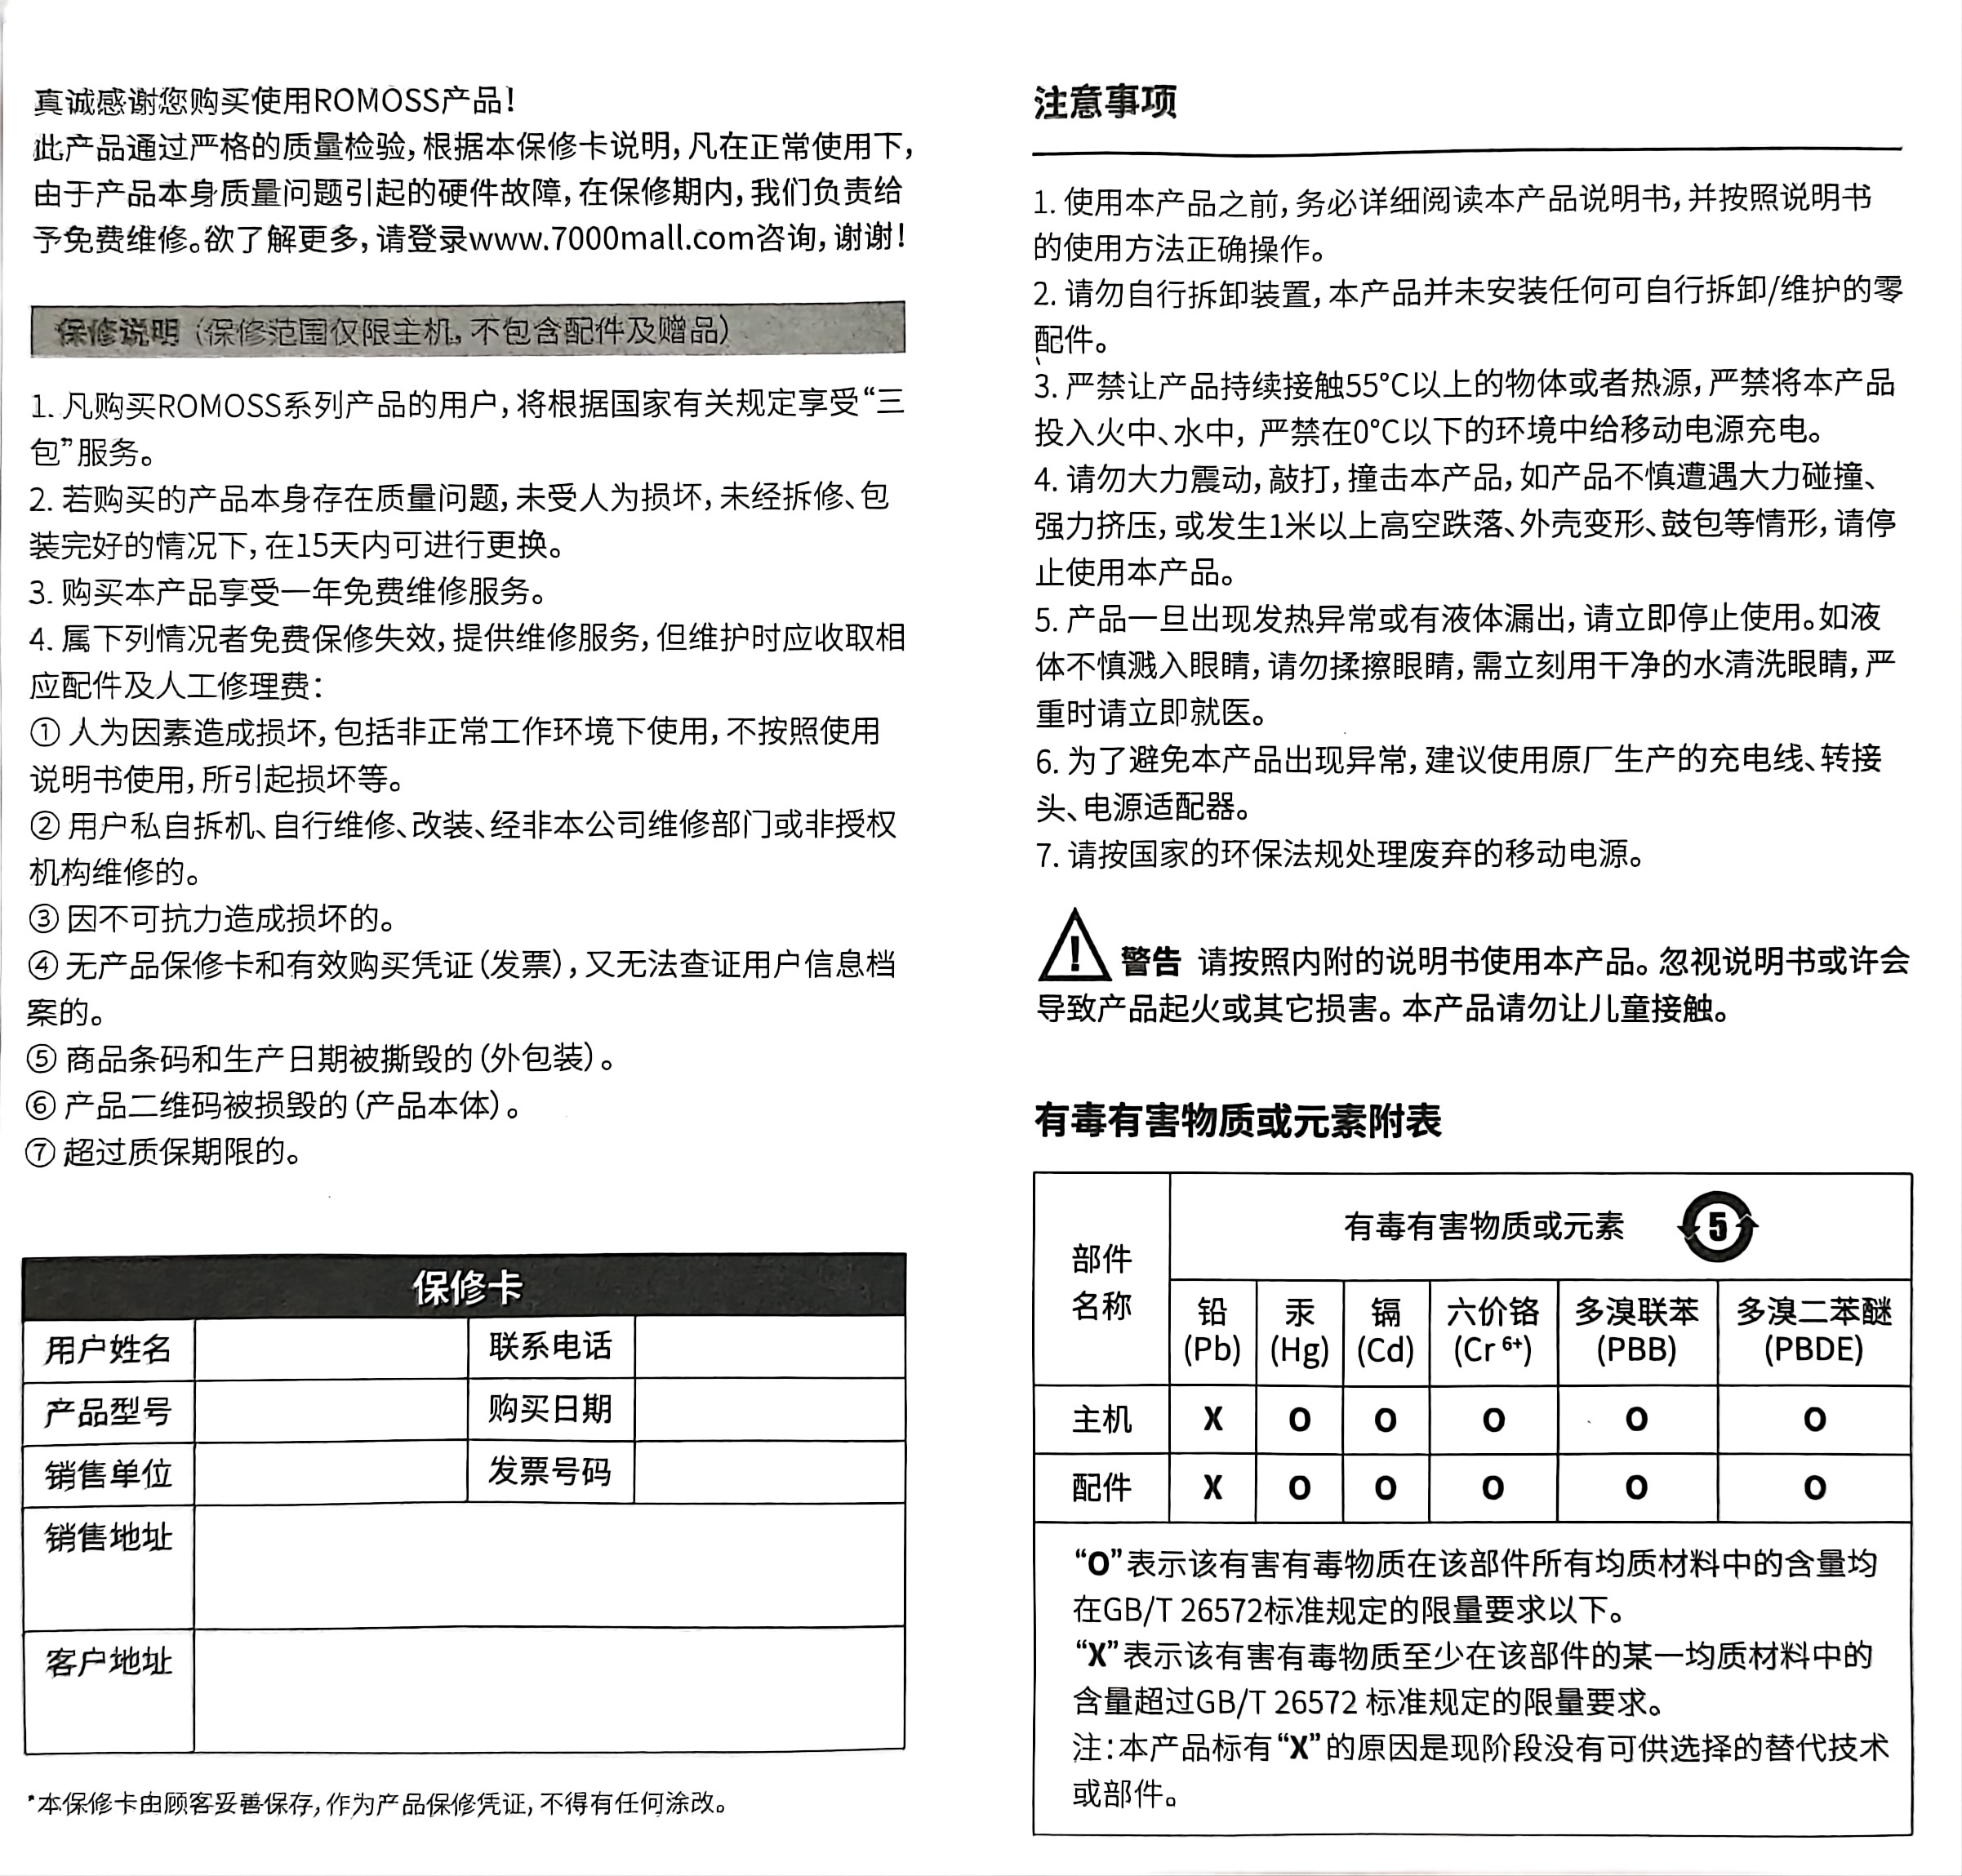 真诚感谢您购买使用ROMOSS产品!
此产品通过严格的质量检验,根据本保修卡说明,凡在正常使用下,
由于产品本身质量问题引起的硬件故障,在保修期内,我们负责给
予免费维修。欲了解更多,请登录www.7000mall.com咨询,谢谢!
保修说明 (保修范围仅限主机, 不包含配件及赠品)
1. 凡购买ROMOSS系列产品的用户,将根据国家有关规定享受“三
包”服务。
2. 若购买的产品本身存在质量问题,未受人为损坏,未经拆修、包
装完好的情况下,在15天内可进行更换。
3. 购买本产品享受一年免费维修服务。
4. 属下列情况者免费保修失效,提供维修服务,但维护时应收取相
应配件及人工修理费:
① 人为因素造成损坏,包括非正常工作环境下使用,不按照使用
说明书使用,所引起损坏等。
② 用户私自拆机、自行维修、改装、经非本公司维修部门或非授权
机构维修的。
③ 因不可抗力造成损坏的。
④ 无产品保修卡和有效购买凭证(发票),又无法查证用户信息档
案的。
⑤ 商品条码和生产日期被撕毁的(外包装)。
⑥ 产品二维码被损毁的(产品本体)。
⑦ 超过质保期限的。
保修卡
用户姓名 联系电话
产品型号 购买日期
销售单位 发票号码
销售地址
客户地址
*本保修卡由顾客妥善保存,作为产品保修凭证,不得有任何涂改。
注意事项
1. 使用本产品之前,务必详细阅读本产品说明书,并按照说明书
的使用方法正确操作。
2. 请勿自行拆卸装置,本产品并未安装任何可自行拆卸/维护的零
配件。
3. 严禁让产品持续接触55°C以上的物体或者热源,严禁将本产品
投入火中、水中, 严禁在0°C以下的环境中给移动电源充电。
4. 请勿大力震动,敲打,撞击本产品,如产品不慎遭遇大力碰撞、
强力挤压,或发生1米以上高空跌落、外壳变形、鼓包等情形,请停
止使用本产品。
5. 产品一旦出现发热异常或有液体漏出,请立即停止使用。如液
体不慎溅入眼睛,请勿揉擦眼睛,需立刻用干净的水清洗眼睛,严
重时请立即就医。
6. 为了避免本产品出现异常,建议使用原厂生产的充电线、转接
头、电源适配器。
7. 请按国家的环保法规处理废弃的移动电源。
警告 请按照内附的说明书使用本产品。忽视说明书或许会
导致产品起火或其它损害。本产品请勿让儿童接触。
有毒有害物质或元素附表
部件 有毒有害物质或元素 5
名称 铅 汞 镉 六价铬 多溴联苯 多溴二苯醚
(Pb) (Hg) (Cd) (Cr 6+) (PBB) (PBDE)
主机 X O O O O O
配件 X O O O O O
“O”表示该有害有毒物质在该部件所有均质材料中的含量均
在GB/T 26572标准规定的限量要求以下。
“X”表示该有害有毒物质至少在该部件的某一均质材料中的
含量超过GB/T 26572 标准规定的限量要求。
注:本产品标有“X”的原因是现阶段没有可供选择的替代技术
或部件。